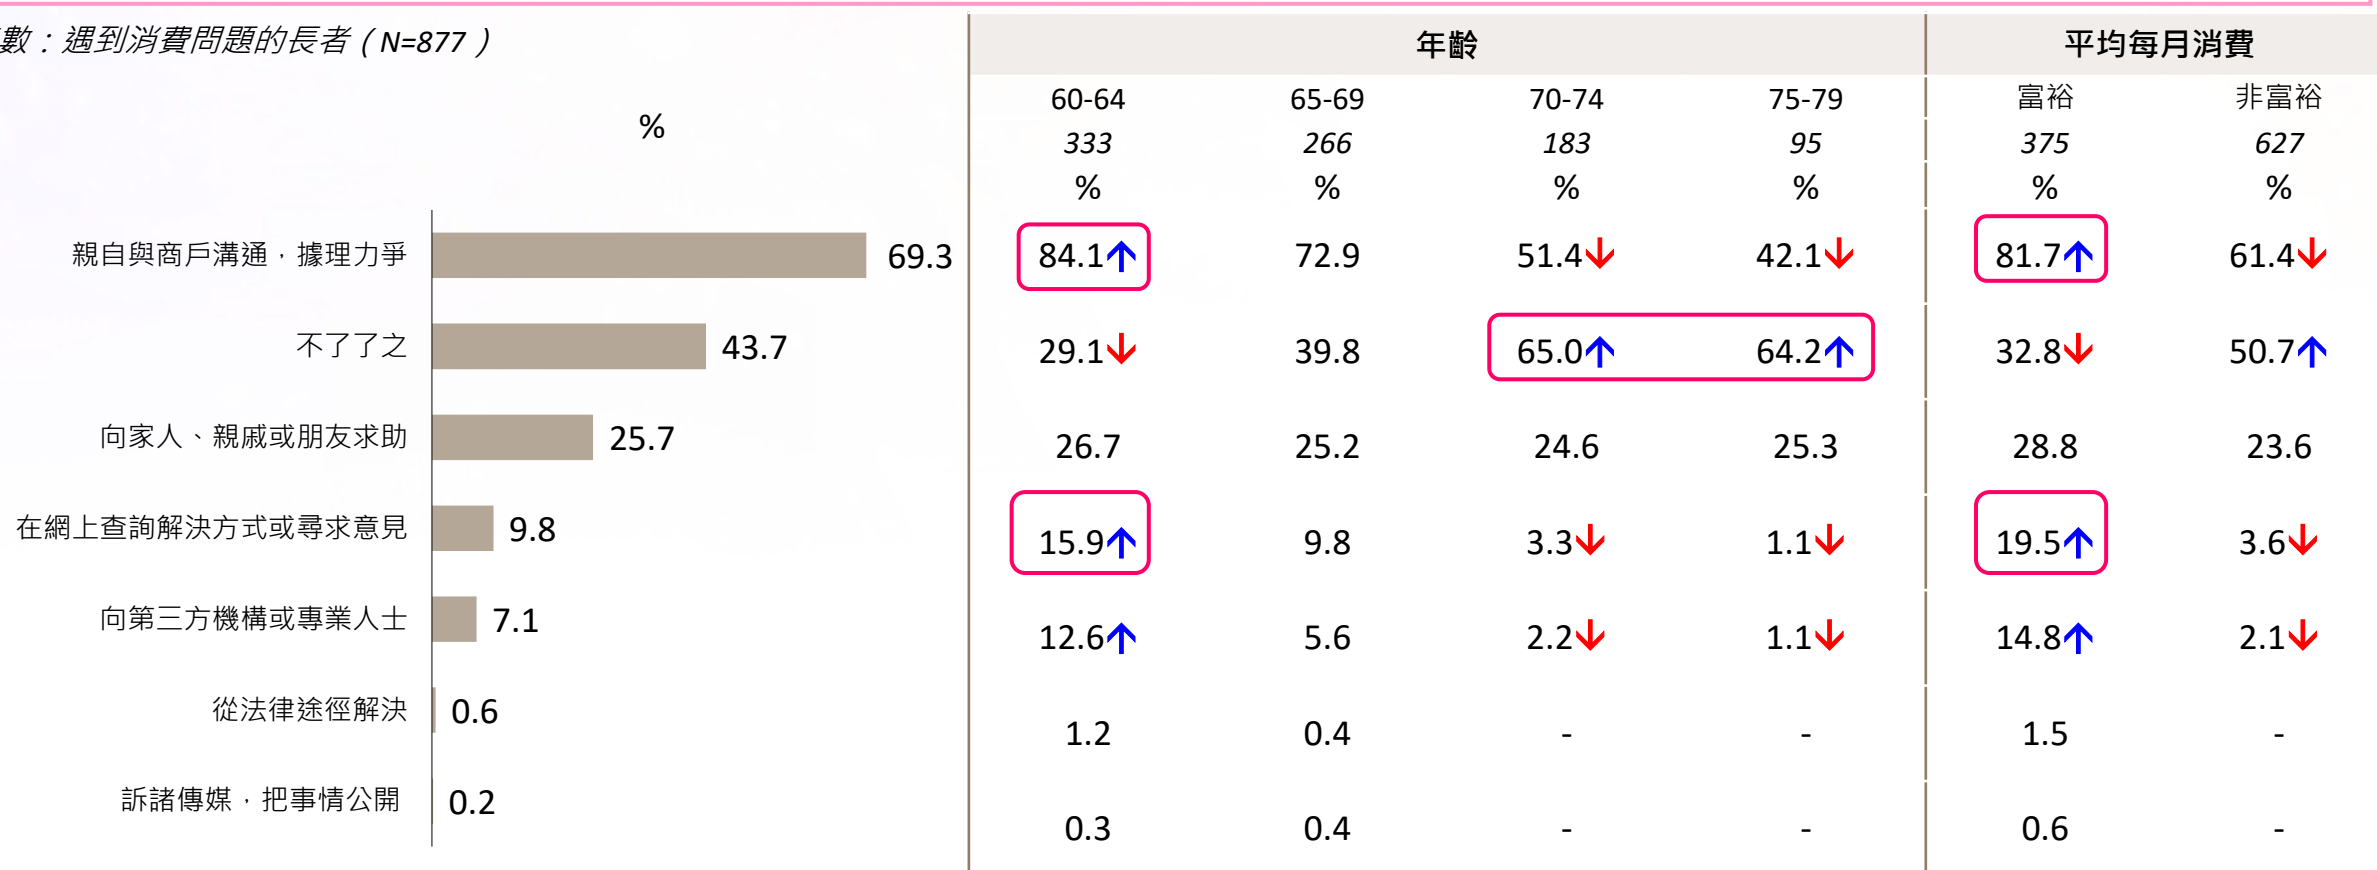 數：遇到消費問題的長者（N=877）
年齡 平均每月消費
60-64 65-69 70-74 75-79 富裕 非富裕
% 333 266 183 95 375 627
% % % % % %
親自與商戶溝通，據理力爭 69.3 84.1↑ 72.9 51.4↓ 42.1↓ 81.7↑ 61.4↓
不了了之 43.7 29.1↓ 39.8 65.0↑ 64.2↑ 32.8↓ 50.7↑
向家人、親戚或朋友求助 25.7 26.7 25.2 24.6 25.3 28.8 23.6
在網上查詢解決方式或尋求意見 9.8 15.9↑ 9.8 3.3↓ 1.1↓ 19.5↑ 3.6↓
向第三方機構或專業人士 7.1 12.6↑ 5.6 2.2↓ 1.1↓ 14.8↑ 2.1↓
從法律途徑解決 0.6 1.2 0.4 - - 1.5 -
訴諸傳媒，把事情公開 0.2 0.3 0.4 - - 0.6 -